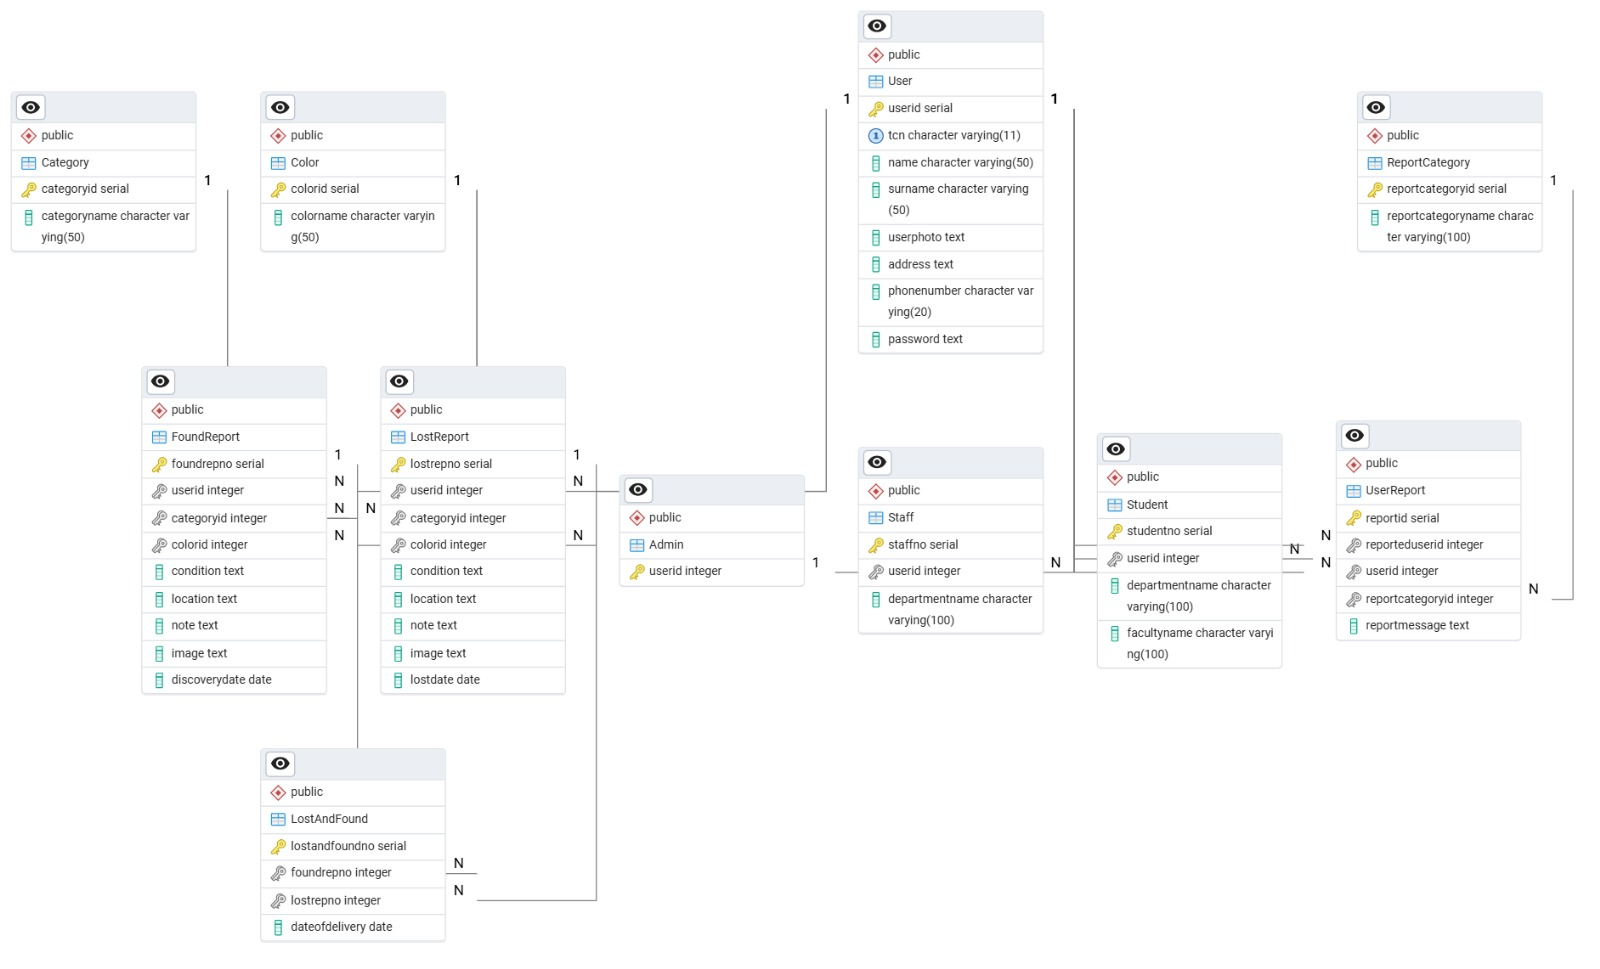 public
User
userid serial
tcn character varying(11)
name character varying(50)
surname character varying
(50)
userphoto text
address text
phonenumber character var
ying(20)
password text
1
1
public
Category
categoryid serial
categoryname character var
ying(50)
1
public
Color
colorid serial
colorname character varyin
g(50)
1
public
ReportCategory
reportcategoryid serial
reportcategoryname charac
ter varying(100)
1
public
FoundReport
foundrepno serial
userid integer
categoryid integer
colorid integer
condition text
location text
note text
image text
discoverydate date
1
N
N
N
N
public
LostReport
lostrepno serial
userid integer
categoryid integer
colorid integer
condition text
location text
note text
image text
lostdate date
1
N
N
public
Admin
userid integer
1
public
Staff
staffno serial
userid integer
departmentname character
varying(100)
N
public
Student
studentno serial
userid integer
departmentname character
varying(100)
facultyname character varyi
ng(100)
N
N
N
public
UserReport
reportid serial
reporteduserid integer
userid integer
reportcategoryid integer
reportmessage text
N
public
LostAndFound
lostandfoundno serial
foundrepno integer
lostrepno integer
dateofdelivery date
N
N